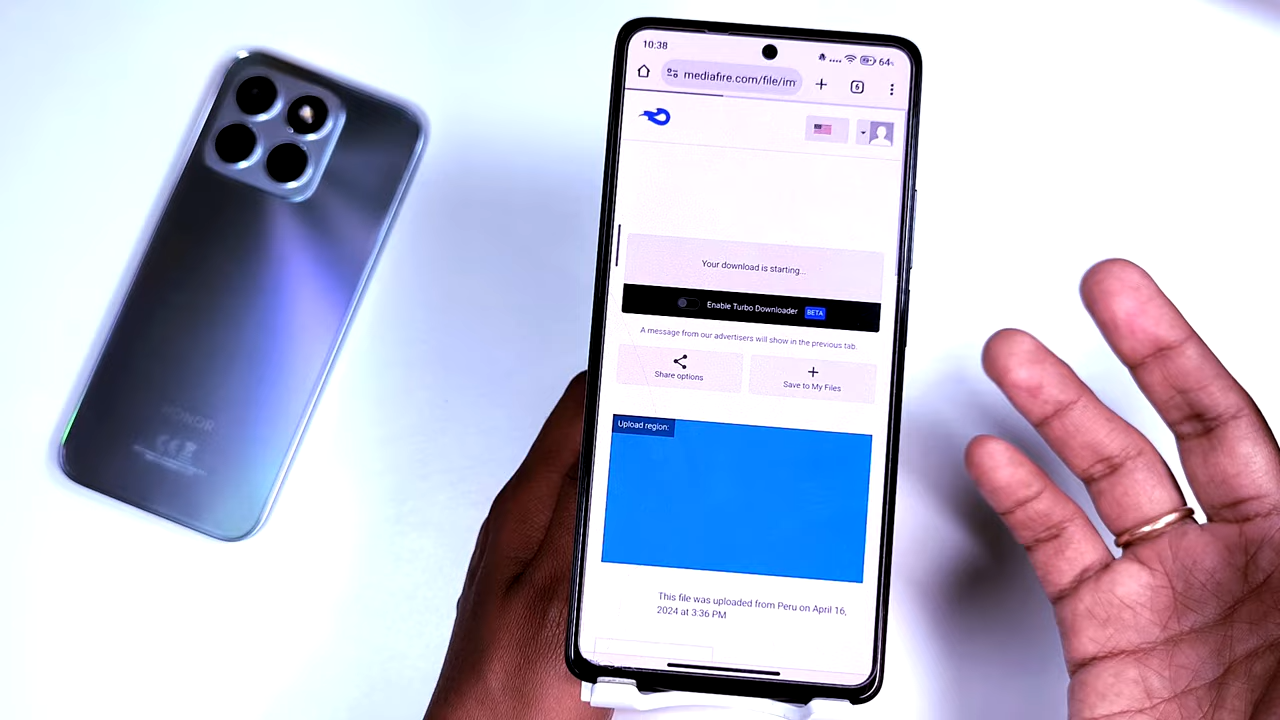 10:38
64
mediafire.com/file/im
6
Your download is starting...
Enable Turbo Downloader BETA
A message from our advertisers will show in the previous tab.
Share options
Save to My Files
Upload region:
This file was uploaded from Peru on April 16,
2024 at 3:36 PM
HONOR